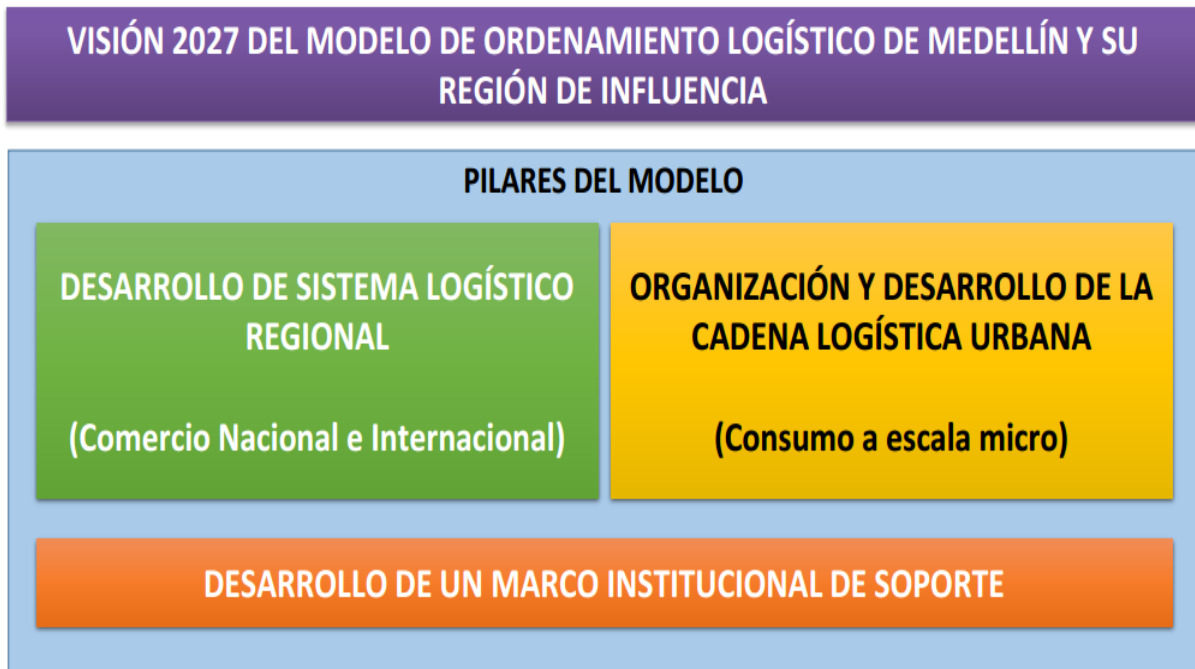 VISIÓN 2027 DEL MODELO DE ORDENAMIENTO LOGÍSTICO DE MEDELLÍN Y SU
REGIÓN DE INFLUENCIA
PILARES DEL MODELO
DESARROLLO DE SISTEMA LOGÍSTICO
REGIONAL
(Comercio Nacional e Internacional)
ORGANIZACIÓN Y DESARROLLO DE LA
CADENA LOGÍSTICA URBANA
(Consumo a escala micro)
DESARROLLO DE UN MARCO INSTITUCIONAL DE SOPORTE